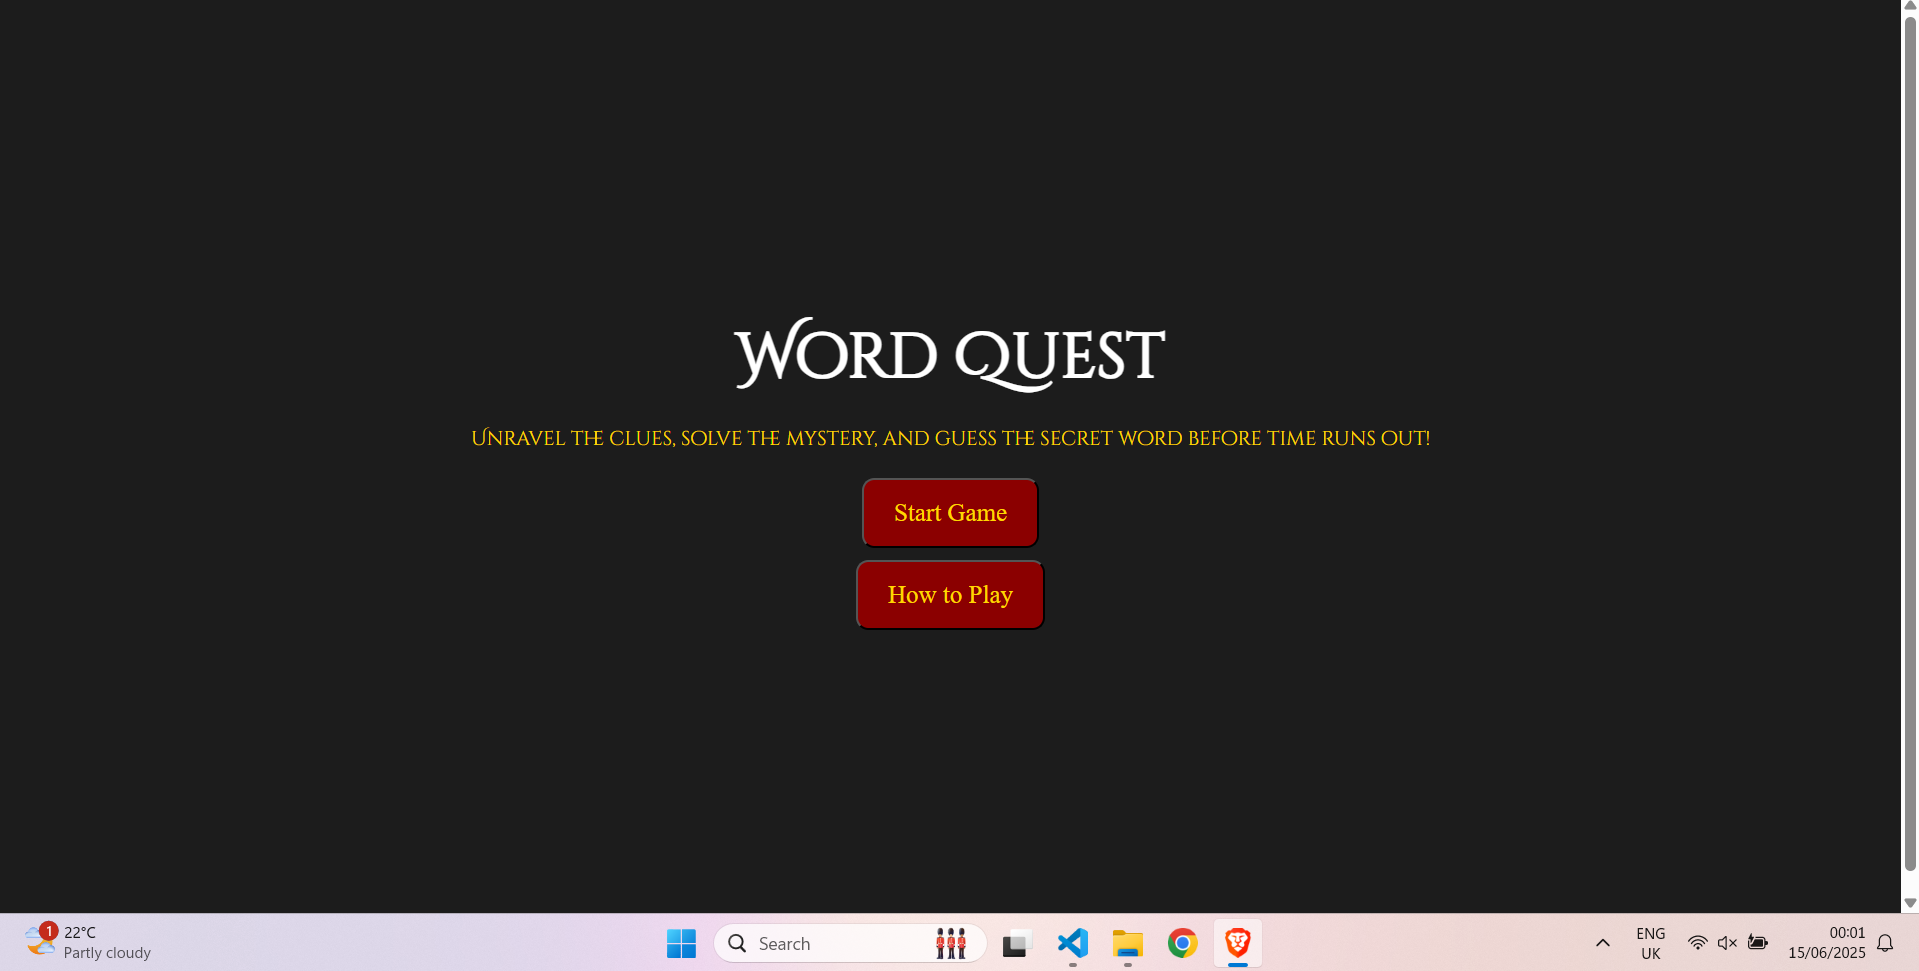 Word Quest
Unravel the clues, solve the mystery, and guess the secret word before time runs out!
Start Game
How to Play
1
22°C
Partly cloudy
Search
ENG
UK
00:01
15/06/2025